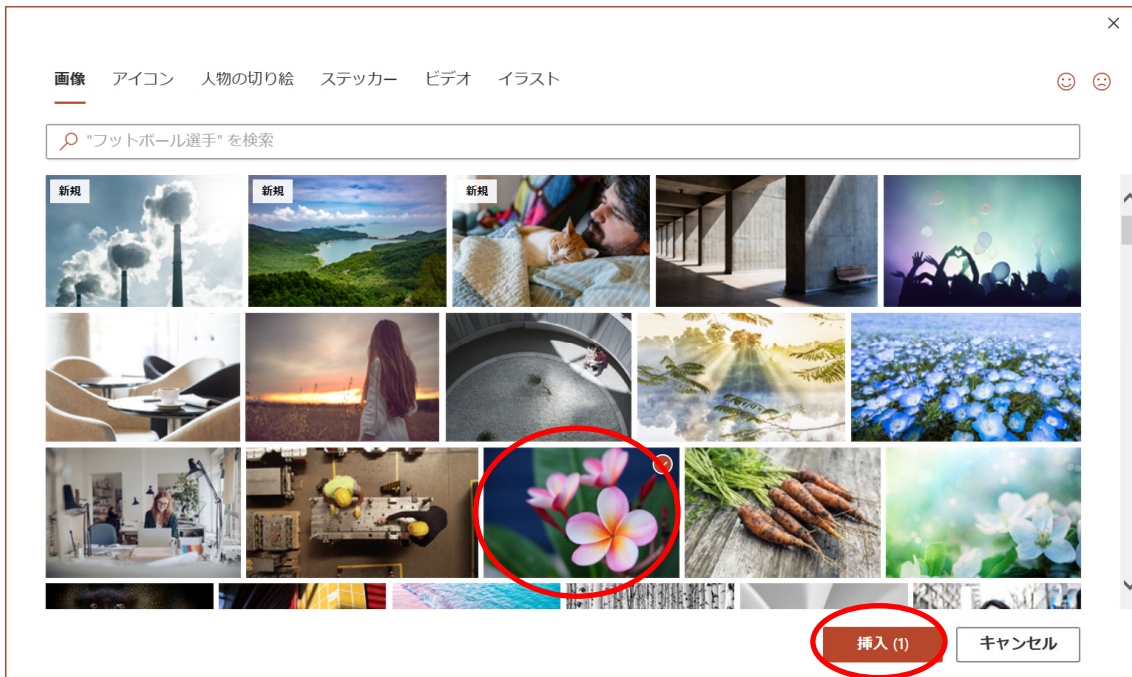 画像 アイコン 人物の切り絵 ステッカー ビデオ イラスト
"フットボール選手" を検索
新規 新規 新規
挿入 (1) キャンセル